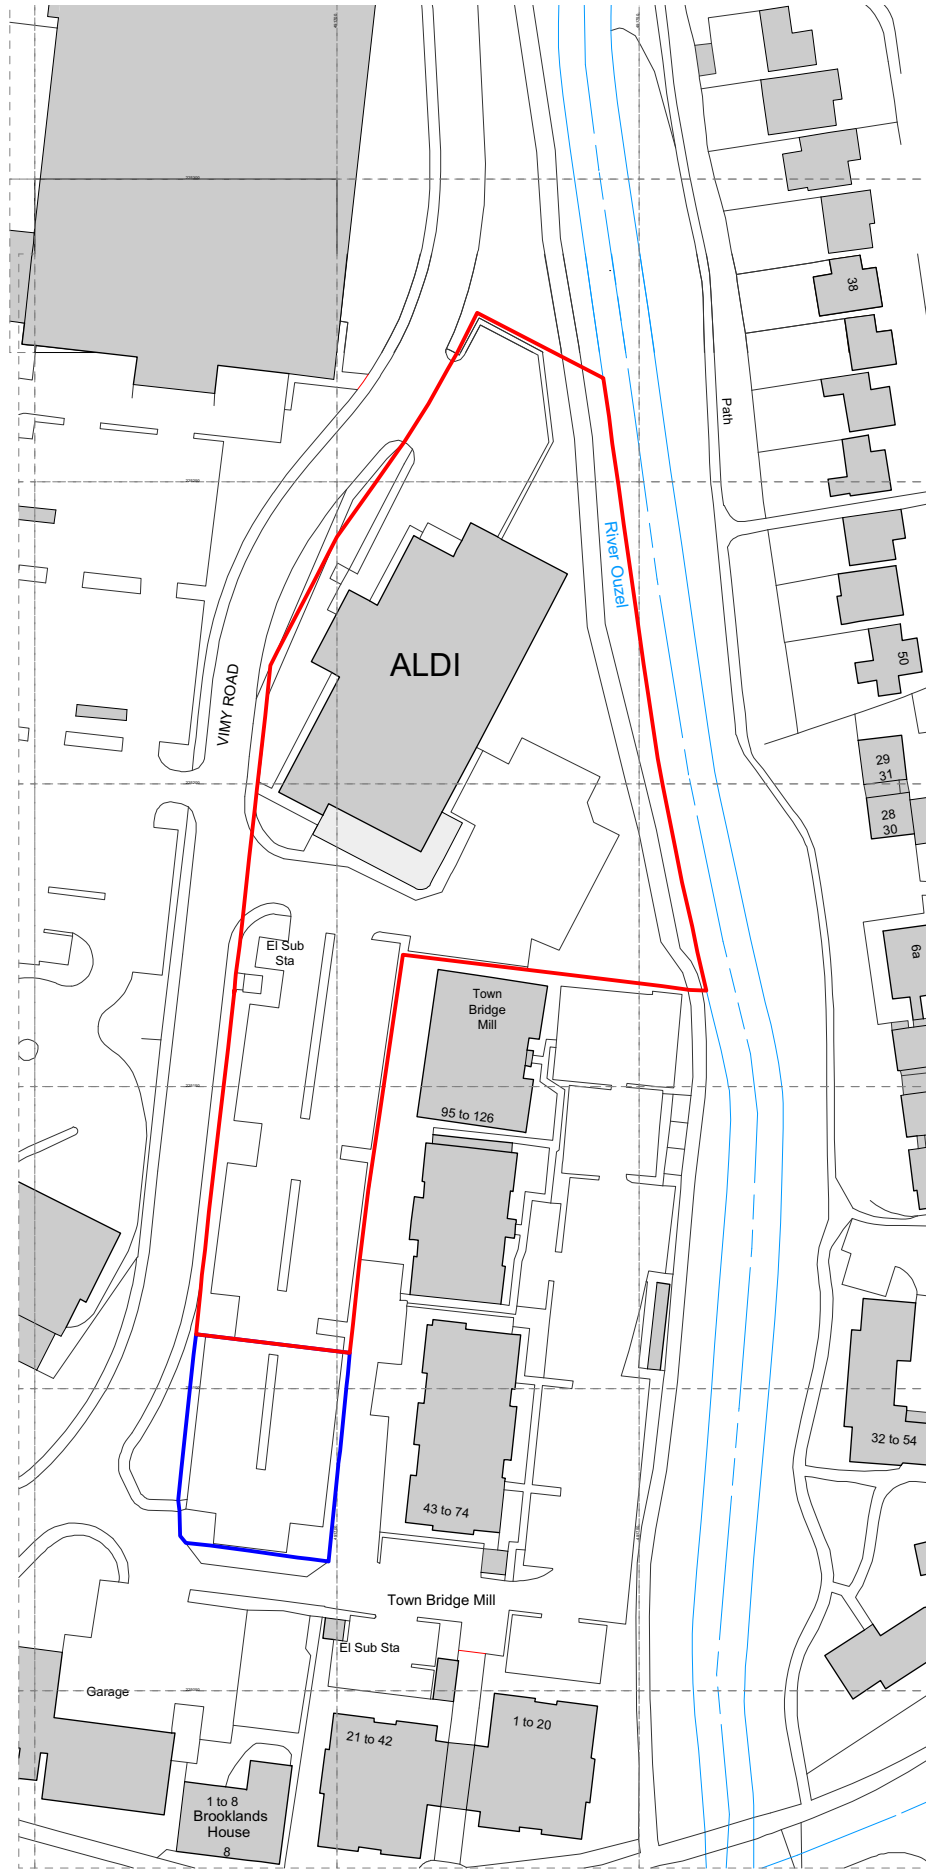 38
Path
River Ouzel
50
ALDI
VIMY ROAD
29
31
28
30
El Sub
Sta
6a
Town
Bridge
Mill
95 to 126
32 to 54
43 to 74
Town Bridge Mill
El Sub Sta
Garage
1 to 20
21 to 42
1 to 8
Brooklands
House
8